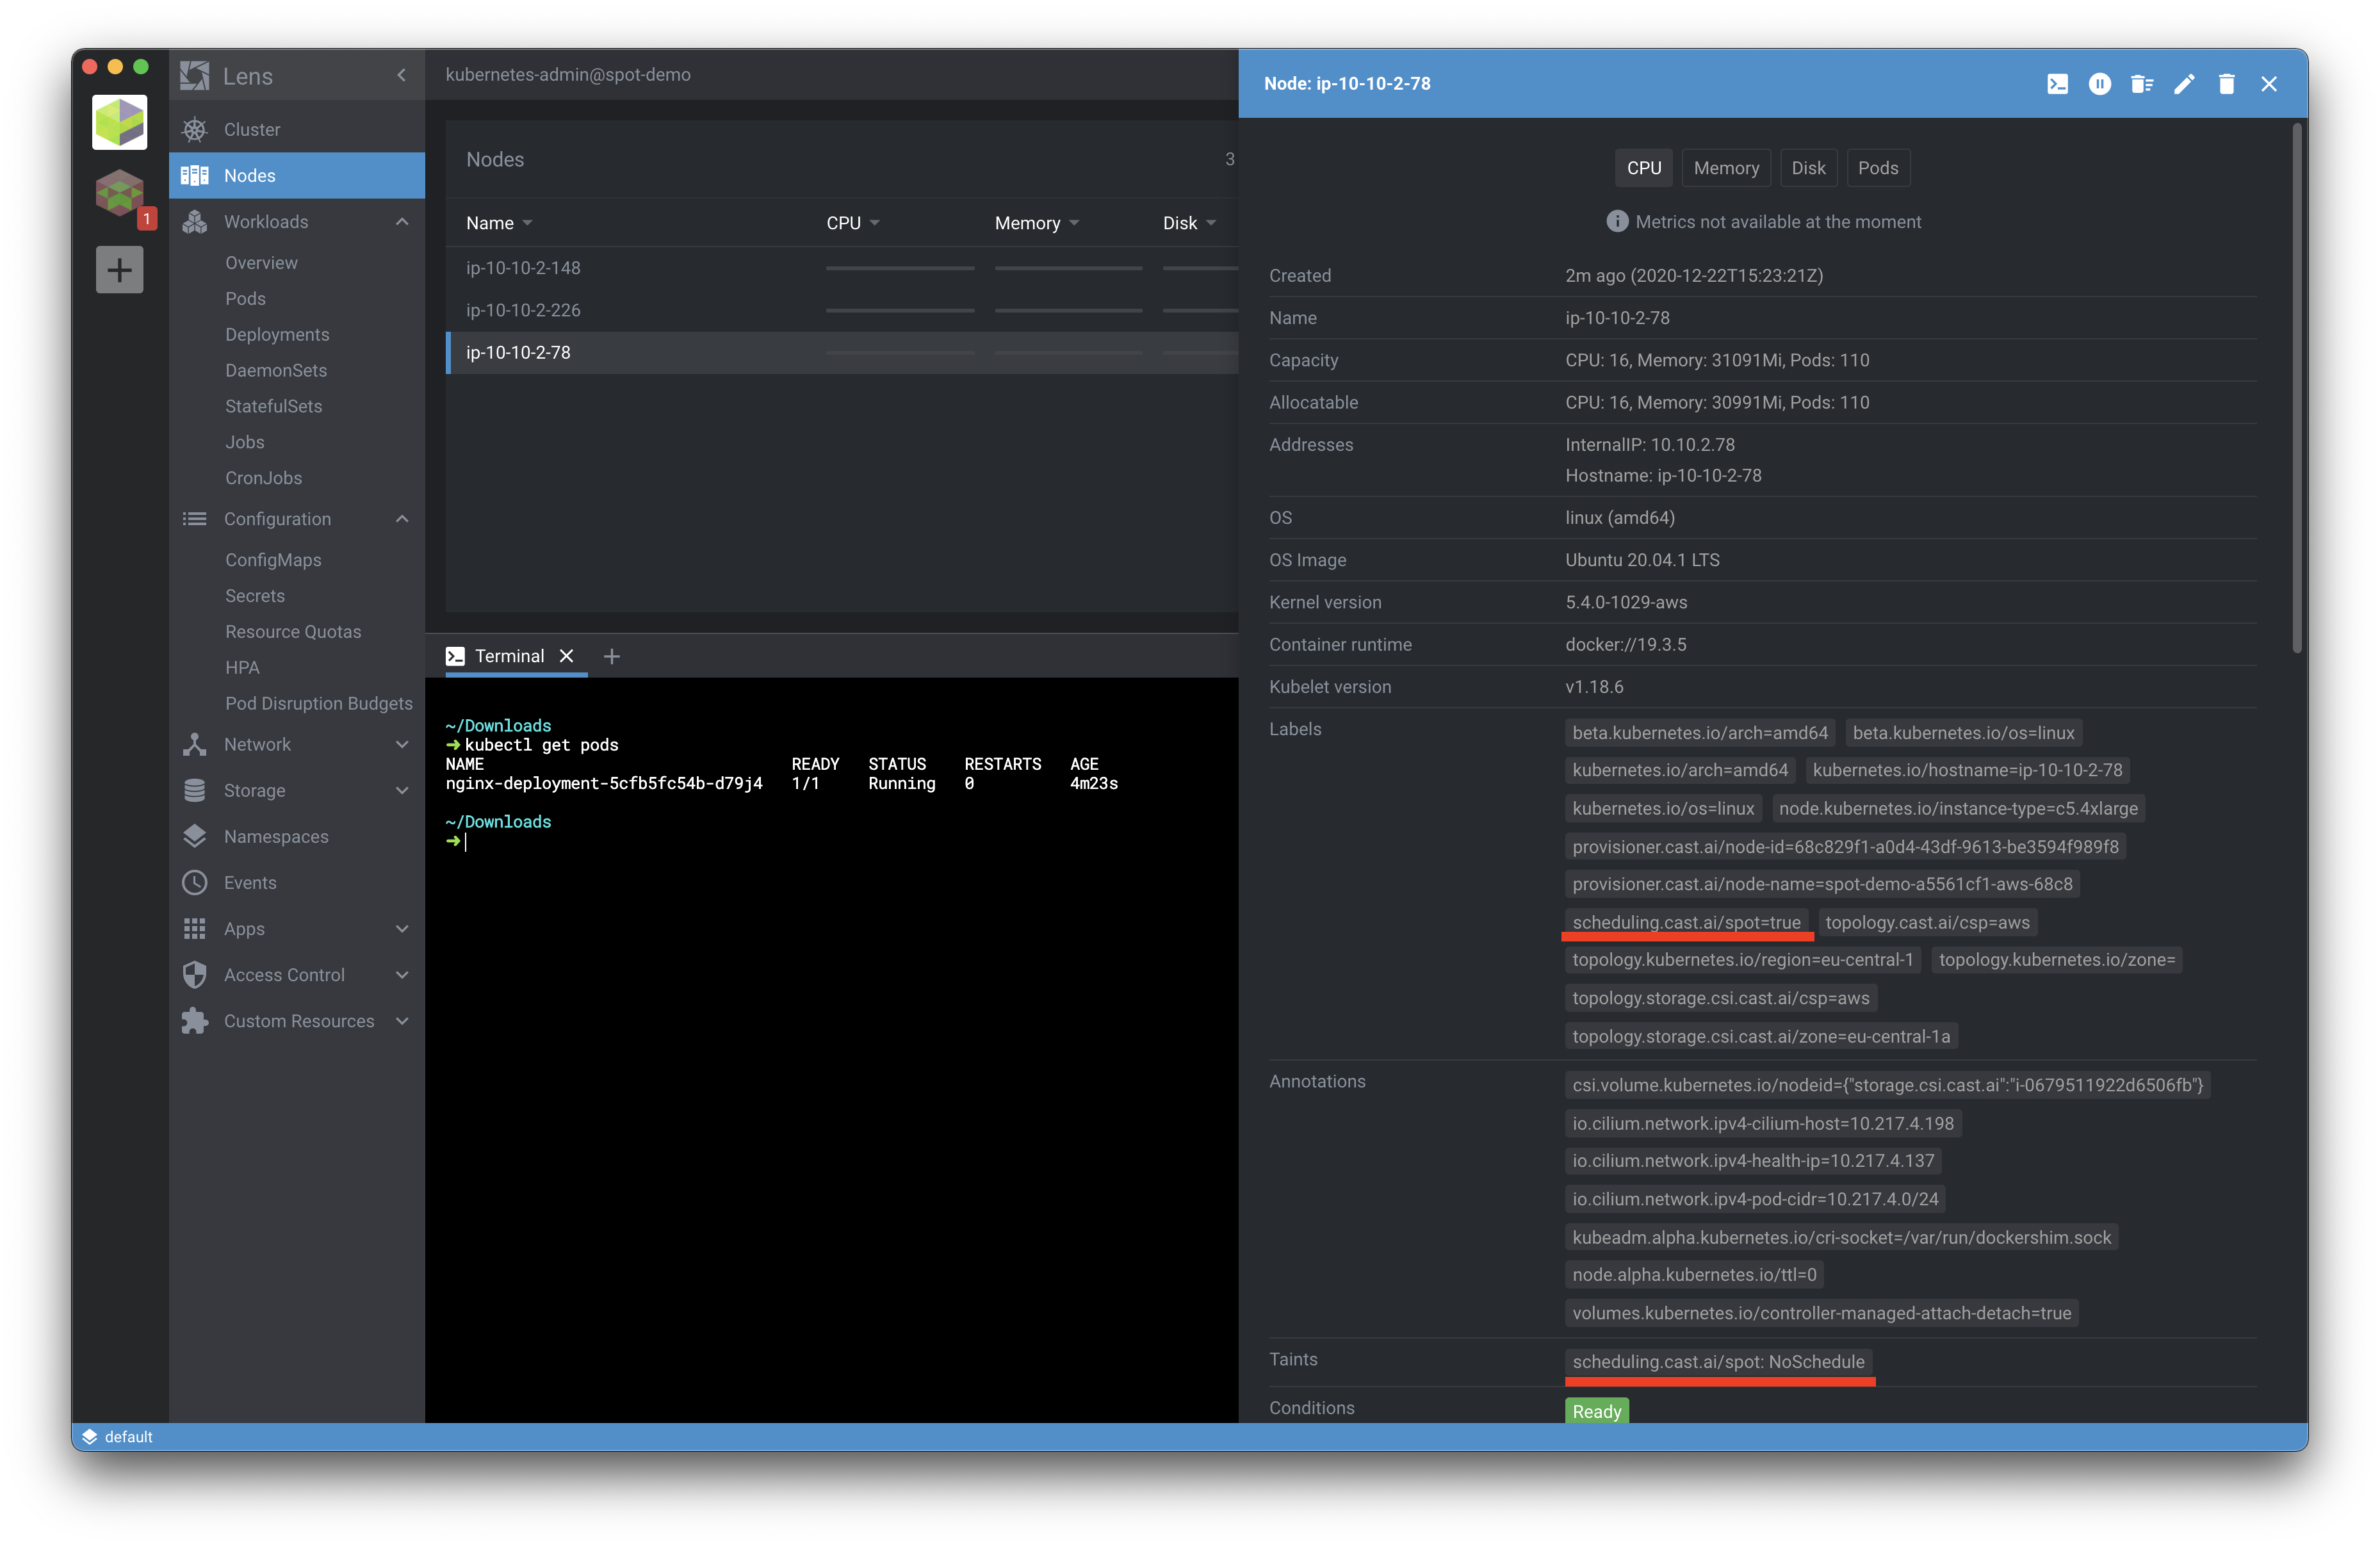 Lens
kubernetes-admin@spot-demo
1
Cluster
Nodes
Workloads
Overview
Pods
Deployments
DaemonSets
StatefulSets
Jobs
CronJobs
Configuration
ConfigMaps
Secrets
Resource Quotas
HPA
Pod Disruption Budgets
Network
Storage
Namespaces
Events
Apps
Access Control
Custom Resources
Nodes 3
Name CPU Memory Disk
ip-10-10-2-148
ip-10-10-2-226
ip-10-10-2-78
Terminal
~/Downloads
➜ kubectl get pods
NAME READY STATUS RESTARTS AGE
nginx-deployment-5cfb5fc54b-d79j4 1/1 Running 0 4m23s
~/Downloads
➜
Node: ip-10-10-2-78
CPU Memory Disk Pods
Metrics not available at the moment
Created 2m ago (2020-12-22T15:23:21Z)
Name ip-10-10-2-78
Capacity CPU: 16, Memory: 31091Mi, Pods: 110
Allocatable CPU: 16, Memory: 30991Mi, Pods: 110
Addresses InternalIP: 10.10.2.78
Hostname: ip-10-10-2-78
OS linux (amd64)
OS Image Ubuntu 20.04.1 LTS
Kernel version 5.4.0-1029-aws
Container runtime docker://19.3.5
Kubelet version v1.18.6
Labels beta.kubernetes.io/arch=amd64 beta.kubernetes.io/os=linux
kubernetes.io/arch=amd64 kubernetes.io/hostname=ip-10-10-2-78
kubernetes.io/os=linux node.kubernetes.io/instance-type=c5.4xlarge
provisioner.cast.ai/node-id=68c829f1-a0d4-43df-9613-be3594f989f8
provisioner.cast.ai/node-name=spot-demo-a5561cf1-aws-68c8
scheduling.cast.ai/spot=true topology.cast.ai/csp=aws
topology.kubernetes.io/region=eu-central-1 topology.kubernetes.io/zone=
topology.storage.csi.cast.ai/csp=aws
topology.storage.csi.cast.ai/zone=eu-central-1a
Annotations csi.volume.kubernetes.io/nodeid={"storage.csi.cast.ai":"i-0679511922d6506fb"}
io.cilium.network.ipv4-cilium-host=10.217.4.198
io.cilium.network.ipv4-health-ip=10.217.4.137
io.cilium.network.ipv4-pod-cidr=10.217.4.0/24
kubeadm.alpha.kubernetes.io/cri-socket=/var/run/dockershim.sock
node.alpha.kubernetes.io/ttl=0
volumes.kubernetes.io/controller-managed-attach-detach=true
Taints scheduling.cast.ai/spot: NoSchedule
Conditions Ready
default